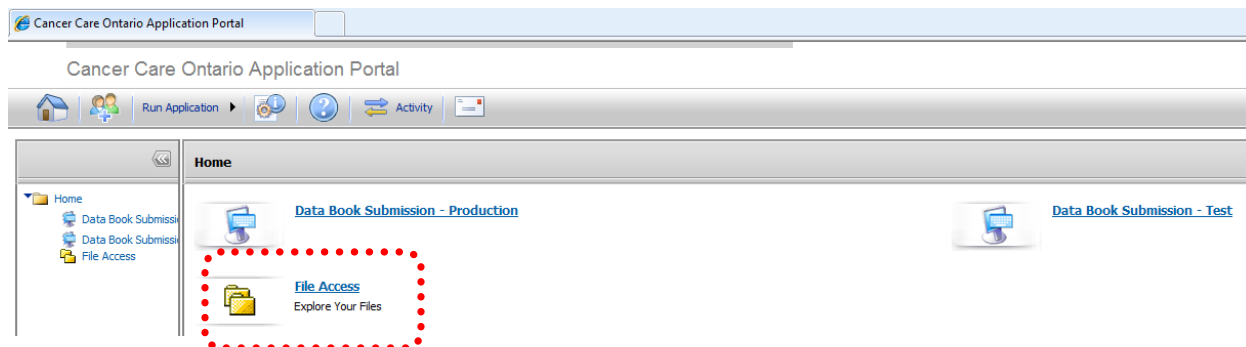 Cancer Care Ontario Application Portal
Cancer Care Ontario Application Portal
Run Application
Activity
Home
Home
Data Book Submissi
Data Book Submissi
File Access
Data Book Submission - Production
Data Book Submission - Test
File Access
Explore Your Files